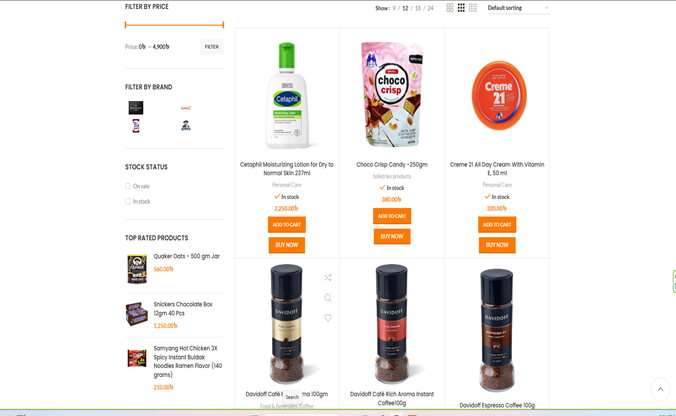 FILTER BY PRICE
Show : 9 / 12 / 18 / 24
Default sorting
Price: 0৳ — 4,900৳
FILTER
FILTER BY BRAND
STOCK STATUS
On sale
In stock
TOP RATED PRODUCTS
Quaker Oats - 500 gm Jar
560.00৳
Snickers Chocolate Box
12gm 40 Pcs
1,250.00৳
Samyang Hot Chicken 3X
Spicy Instant Buldak
Noodles Ramen Flavor (140
grams)
210.00৳
Cetaphil
Cetaphil Moisturizing Lotion for Dry to
Normal Skin 237ml
Personal Care
In stock
2,250.00৳
ADD TO CART
BUY NOW
choco
crisp
Choco Crisp Candy -250gm
toiletries products
In stock
380.00৳
ADD TO CART
BUY NOW
Creme
21
Creme 21 All Day Cream With Vitamin
E, 50 ml
Personal Care
In stock
320.00৳
ADD TO CART
BUY NOW
DAVIDOFF
Davidoff Café
100gm
Search
Food & Beverages
Coffee
DAVIDOFF
Davidoff Café Rich Aroma Instant
Coffee100g
DAVIDOFF
Davidoff Espresso Coffee 100g